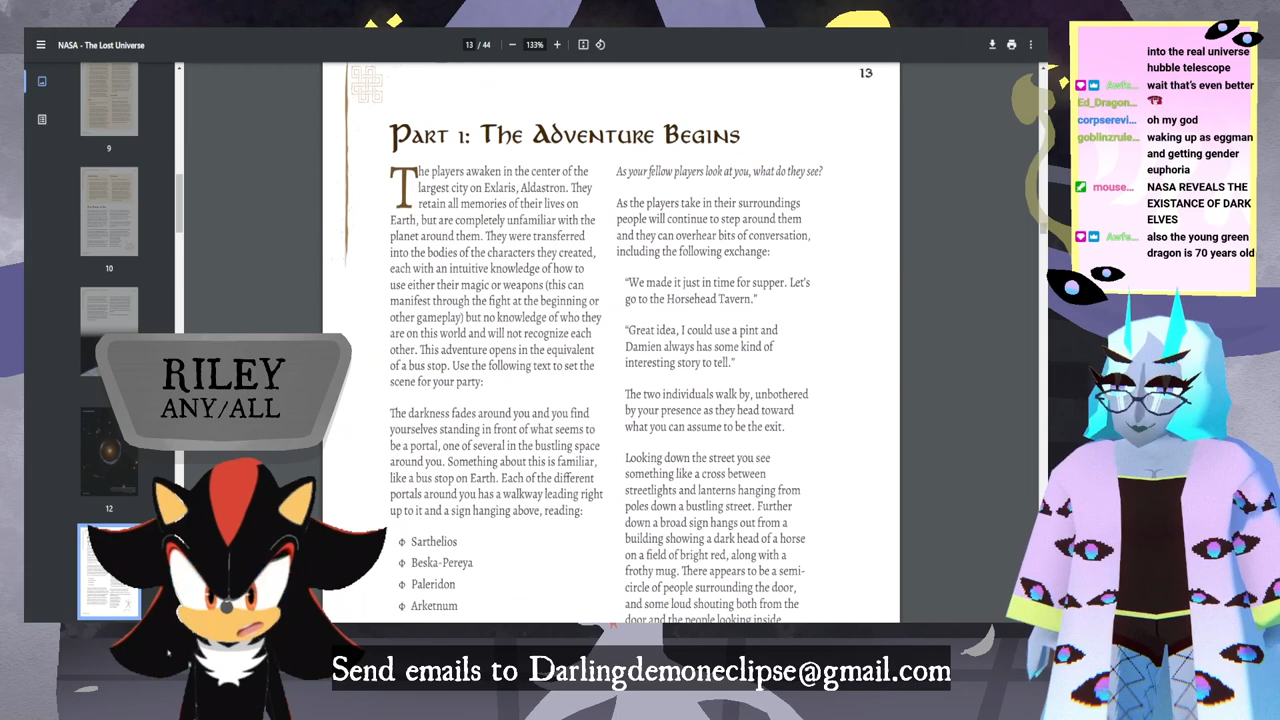 NASA - The Lost Universe
13 / 44
133%
9
10
12
13
Part 1: The Adventure Begins
The players awaken in the center of the
largest city on Exlaris, Aldastron. They
retain all memories of their lives on
Earth, but are completely unfamiliar with the
planet around them. They were transferred
into the bodies of the characters they created,
each with an intuitive knowledge of how to
use either their magic or weapons (this can
manifest through the fight at the beginning or
other gameplay) but no knowledge of who they
are on this world and will not recognize each
other. This adventure opens in the equivalent
of a bus stop. Use the following text to set the
scene for your party:
The darkness fades around you and you find
yourselves standing in front of what seems to
be a portal, one of several in the bustling space
around you. Something about this is familiar,
like a bus stop on Earth. Each of the different
portals around you has a walkway leading right
up to it and a sign hanging above, reading:
Sarthelios
Beska-Pereya
Paleridon
Arketnum
As your fellow players look at you, what do they see?
As the players take in their surroundings
people will continue to step around them
and they can overhear bits of conversation,
including the following exchange:
“We made it just in time for supper. Let's
go to the Horsehead Tavern.”
“Great idea, I could use a pint and
Damien always has some kind of
interesting story to tell.”
The two individuals walk by, unbothered
by your presence as they head toward
what you can assume to be the exit.
Looking down the street you see
something like a cross between
streetlights and lanterns hanging from
poles down a bustling street. Further
down a broad sign hangs out from a
building showing a dark head of a horse
on a field of bright red, along with a
frothy mug. There appears to be a semi-
circle of people surrounding the door,
and some loud shouting both from the
door and the people looking inside.
into the real universe
hubble telescope
Awfs... wait that's even better
Ed_Dragon...
corpserevi... oh my god
goblinzrule... waking up as eggman
and getting gender
euphoria
mouse... NASA REVEALS THE
EXISTANCE OF DARK
ELVES
Awfs... also the young green
dragon is 70 years old
RILEY
ANY/ALL
Send emails to Darlingdemoneclipse@gmail.com